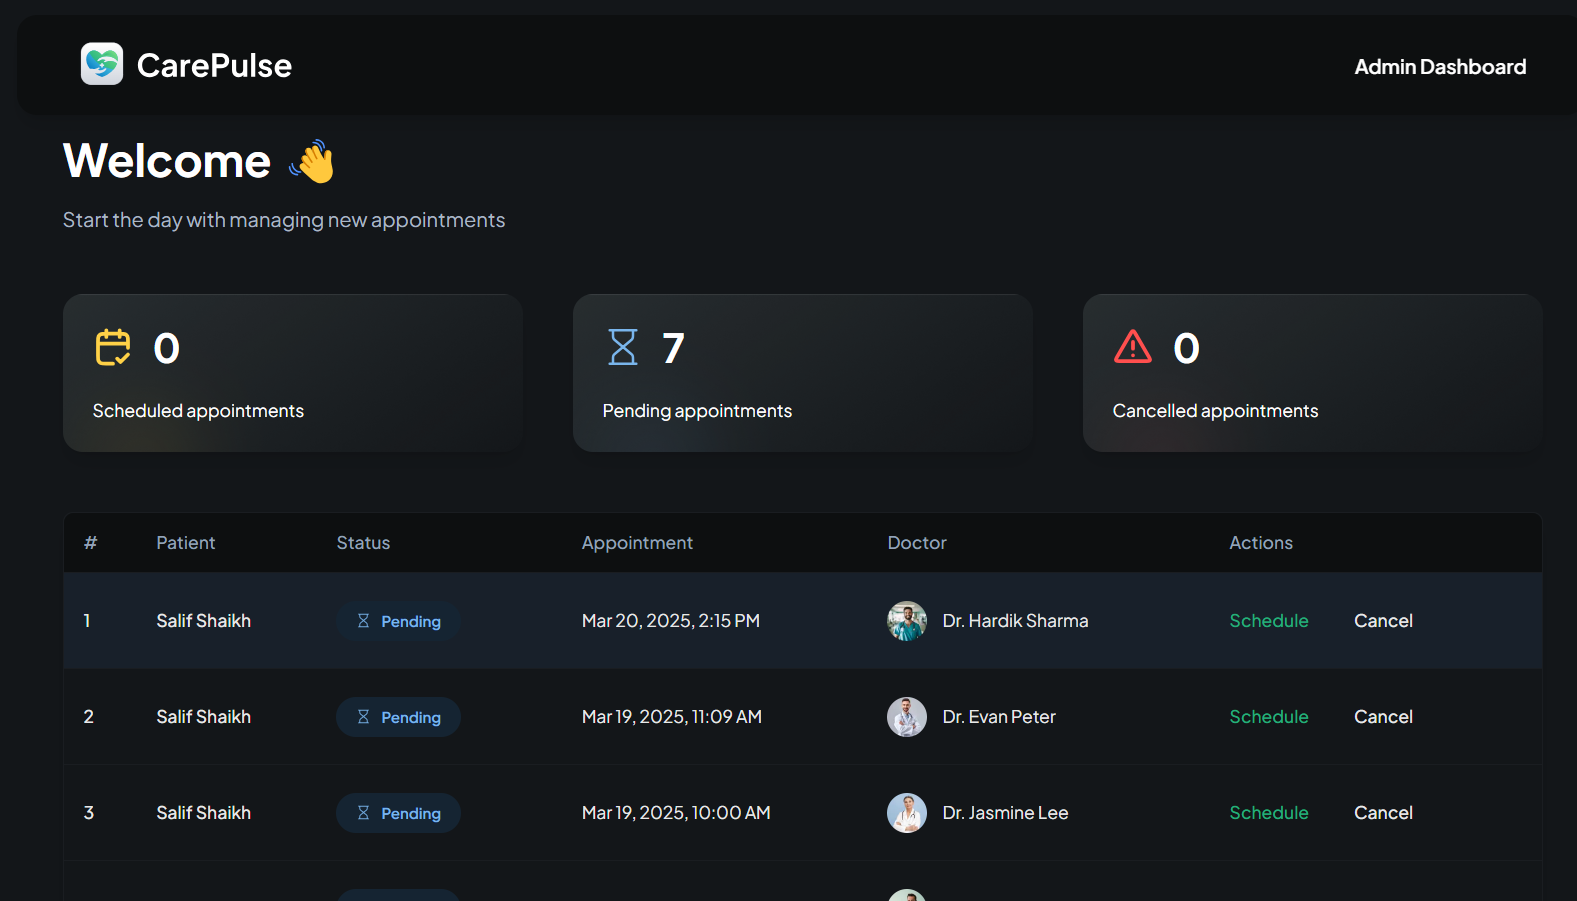 CarePulse
Admin Dashboard
Welcome 👋
Start the day with managing new appointments
0
Scheduled appointments
7
Pending appointments
0
Cancelled appointments
# Patient Status Appointment Doctor Actions
1 Salif Shaikh Pending Mar 20, 2025, 2:15 PM Dr. Hardik Sharma Schedule Cancel
2 Salif Shaikh Pending Mar 19, 2025, 11:09 AM Dr. Evan Peter Schedule Cancel
3 Salif Shaikh Pending Mar 19, 2025, 10:00 AM Dr. Jasmine Lee Schedule Cancel